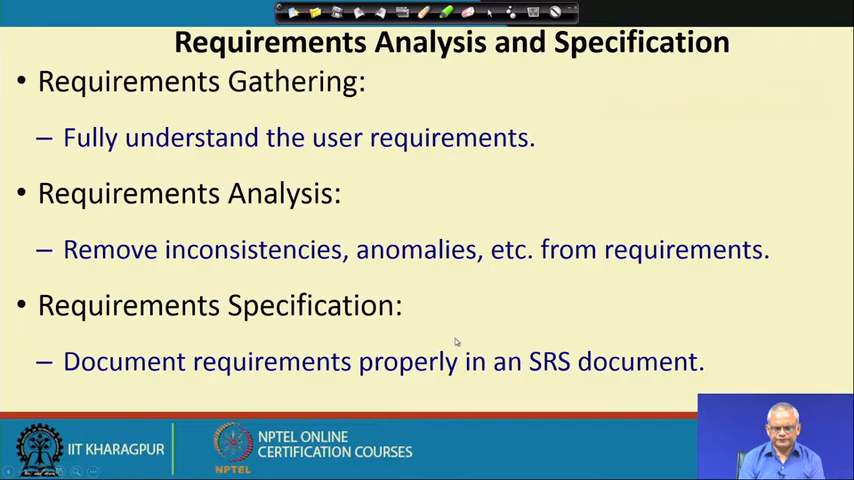 Requirements Analysis and Specification
• Requirements Gathering:
– Fully understand the user requirements.
• Requirements Analysis:
– Remove inconsistencies, anomalies, etc. from requirements.
• Requirements Specification:
– Document requirements properly in an SRS document.
IIT KHARAGPUR
NPTEL
NPTEL ONLINE
CERTIFICATION COURSES